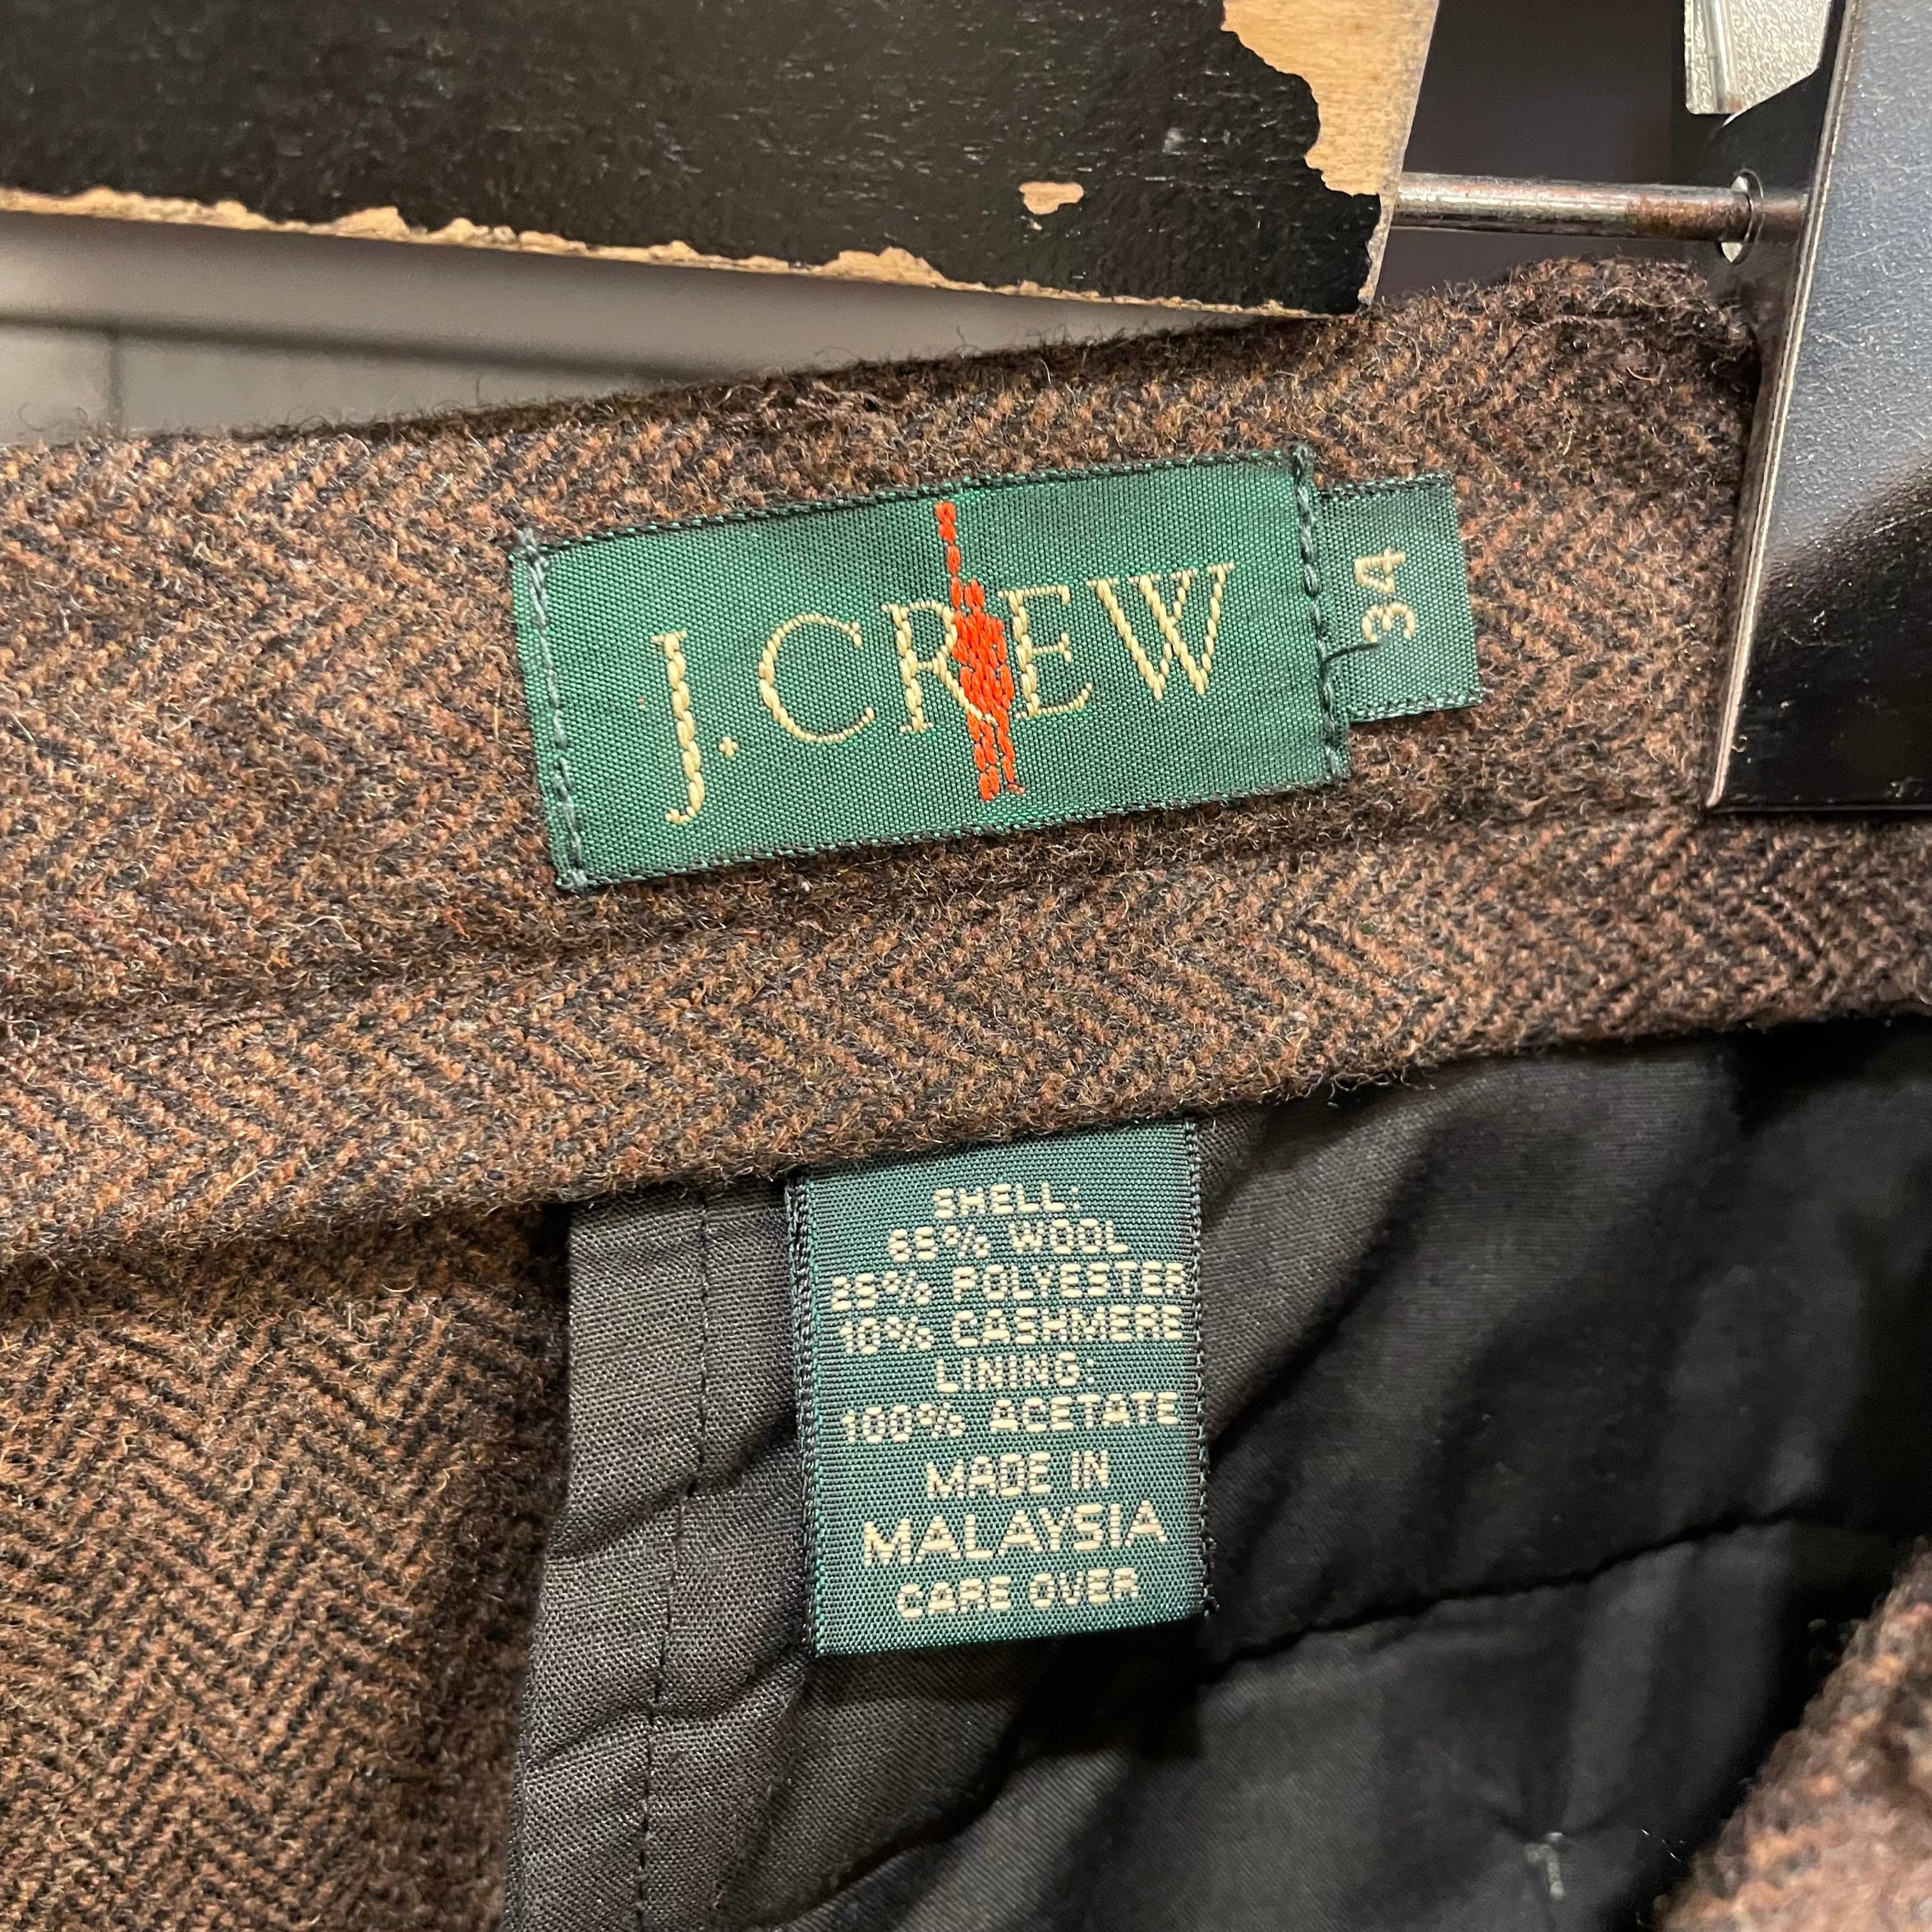 J.CREW
34
SHELL:
65% WOOL
25% POLYESTER
10% CASHMERE
LINING:
100% ACETATE
MADE IN
MALAYSIA
CARE OVER